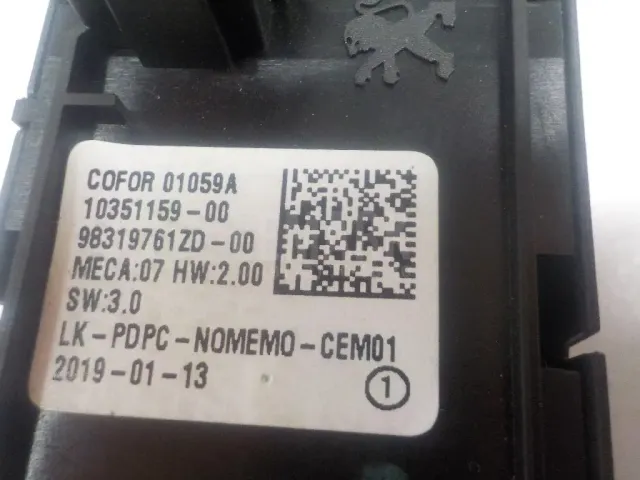 COFOR 01059A
10351159-00
98319761ZD-00
MECA:07 HW:2.00
SW:3.0
LK-PDPC-NOMEMO-CEM01
2019-01-13
1